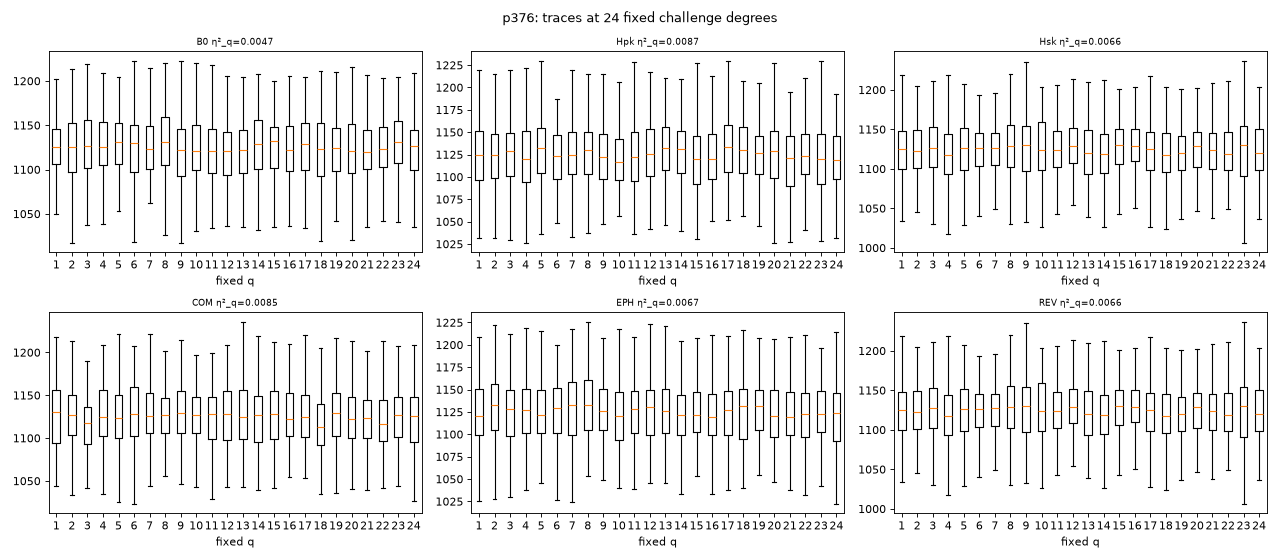 p376: traces at 24 fixed challenge degrees
B0 η²_q=0.0047
1200
1150
1100
1050
1 2 3 4 5 6 7 8 9 10 11 12 13 14 15 16 17 18 19 20 21 22 23 24
fixed q
Hpk η²_q=0.0087
1225
1200
1175
1150
1125
1100
1075
1050
1025
1 2 3 4 5 6 7 8 9 10 11 12 13 14 15 16 17 18 19 20 21 22 23 24
fixed q
Hsk η²_q=0.0066
1200
1150
1100
1050
1000
1 2 3 4 5 6 7 8 9 10 11 12 13 14 15 16 17 18 19 20 21 22 23 24
fixed q
COM η²_q=0.0085
1200
1150
1100
1050
1 2 3 4 5 6 7 8 9 10 11 12 13 14 15 16 17 18 19 20 21 22 23 24
fixed q
EPH η²_q=0.0067
1225
1200
1175
1150
1125
1100
1075
1050
1025
1 2 3 4 5 6 7 8 9 10 11 12 13 14 15 16 17 18 19 20 21 22 23 24
fixed q
REV η²_q=0.0066
1200
1150
1100
1050
1000
1 2 3 4 5 6 7 8 9 10 11 12 13 14 15 16 17 18 19 20 21 22 23 24
fixed q